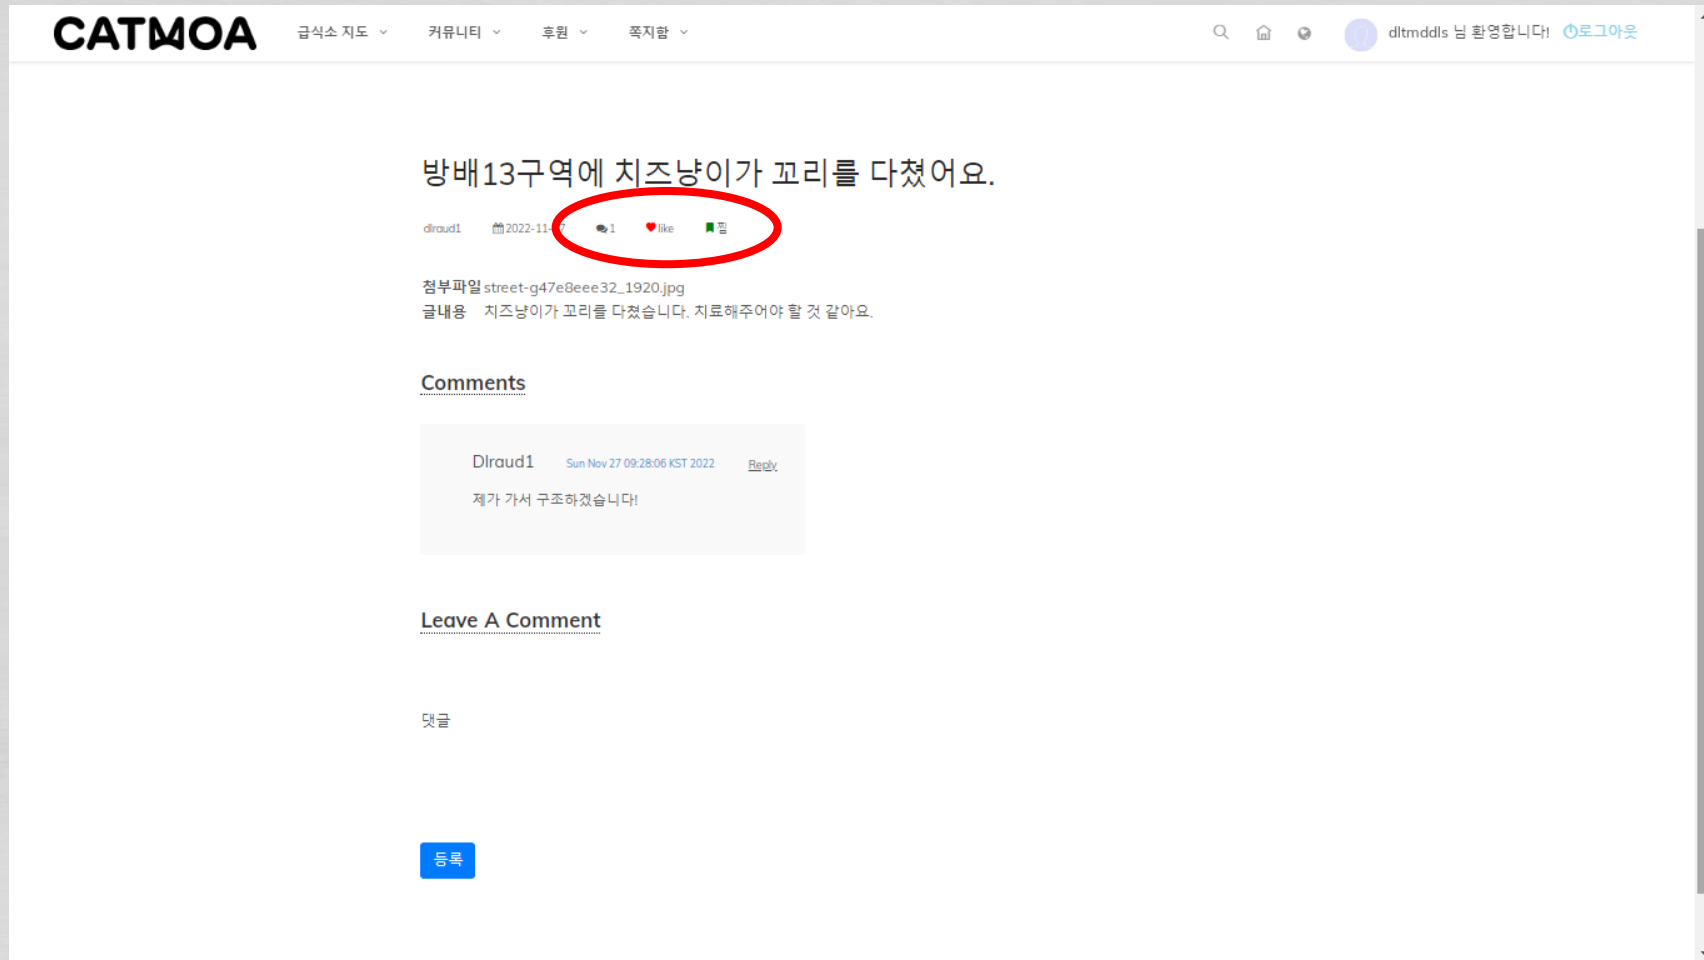 CATMOA 급식소 지도 커뮤니티 후원 쪽지함 dltmddls 님 환영합니다! 로그아웃
방배13구역에 치즈냥이가 꼬리를 다쳤어요.
dlraud1 2022-11- 7 1 like 찜
첨부파일 street-g47e8eee32_1920.jpg
글내용 치즈냥이가 꼬리를 다쳤습니다. 치료해주어야 할 것 같아요.
Comments
Dlraud1 Sun Nov 27 09:28:06 KST 2022 Reply
제가 가서 구조하겠습니다!
Leave A Comment
댓글
등록